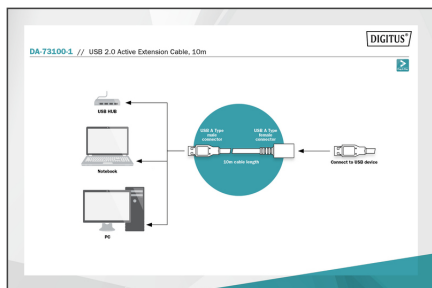 DIGITUS®
DA-73100-1 // USB 2.0 Active Extension Cable, 10m
USB HUB
USB A Type
male
connector
USB A Type
female
connector
10m cable length
Notebook
Connect to USB device
PC